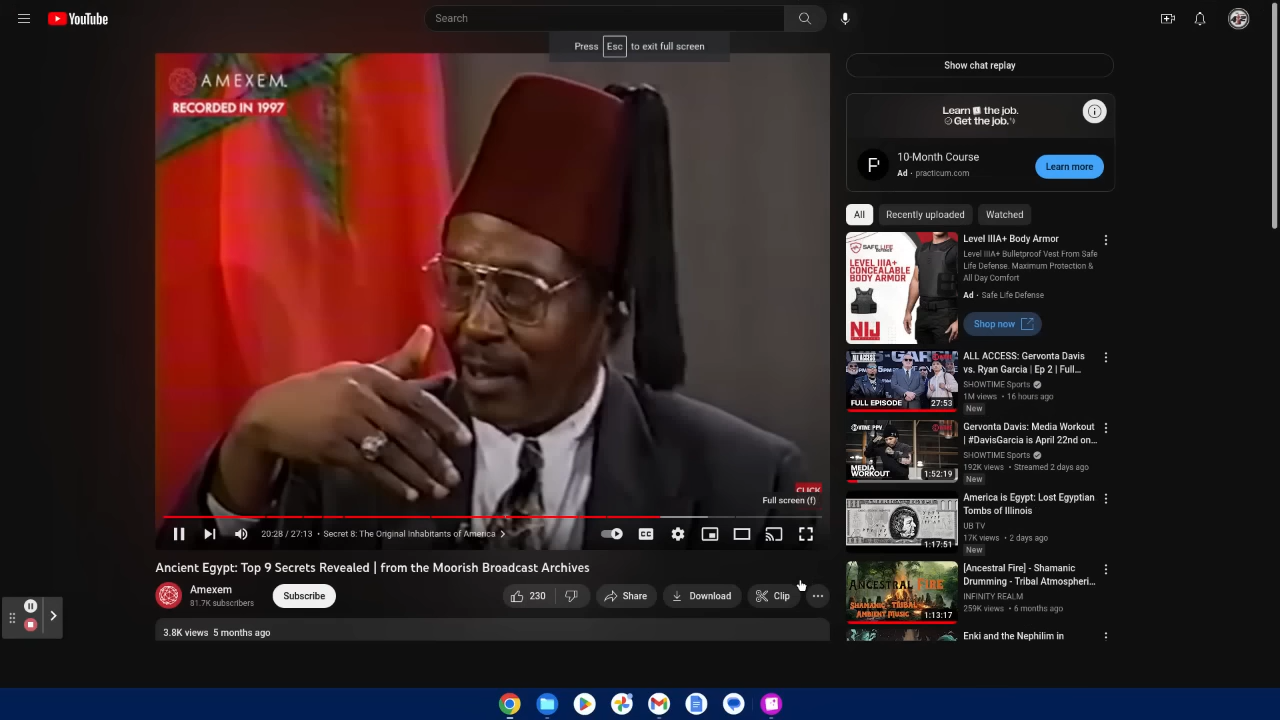 YouTube
Search
Press Esc to exit full screen
AMEXEM.
RECORDED IN 1997
CLICK
Full screen (f)
20:28 / 27:13 • Secret 8: The Original Inhabitants of America
CC
Ancient Egypt: Top 9 Secrets Revealed | from the Moorish Broadcast Archives
Amexem
81.7K subscribers
Subscribe
230
Share
Download
Clip
3.8K views 5 months ago
Show chat replay
Learn the job.
Get the job.
10-Month Course
Ad · practicum.com
Learn more
All
Recently uploaded
Watched
SAFE LIFE
LEVEL IIIA+
CONCEALABLE
BODY ARMOR
NIJ
Level IIIA+ Body Armor
Level IIIA+ Bulletproof Vest From Safe
Life Defense. Maximum Protection &
All Day Comfort
Ad · Safe Life Defense
Shop now
FULL EPISODE
27:53
ALL ACCESS: Gervonta Davis
vs. Ryan Garcia | Ep 2 | Full...
SHOWTIME Sports
1M views • 16 hours ago
New
MEDIA
WORKOUT
1:52:19
Gervonta Davis: Media Workout
| #DavisGarcia is April 22nd on...
SHOWTIME Sports
192K views • Streamed 2 days ago
New
1:17:51
America is Egypt: Lost Egyptian
Tombs of Illinois
UB TV
17K views • 2 days ago
New
ANCESTRAL FIRE
SHAMANIC - TRIBAL
AMBIENT MUSIC
1:13:17
[Ancestral Fire] - Shamanic
Drumming - Tribal Atmospheri...
INFINITY REALM
259K views • 6 months ago
Enki and the Nephilim in